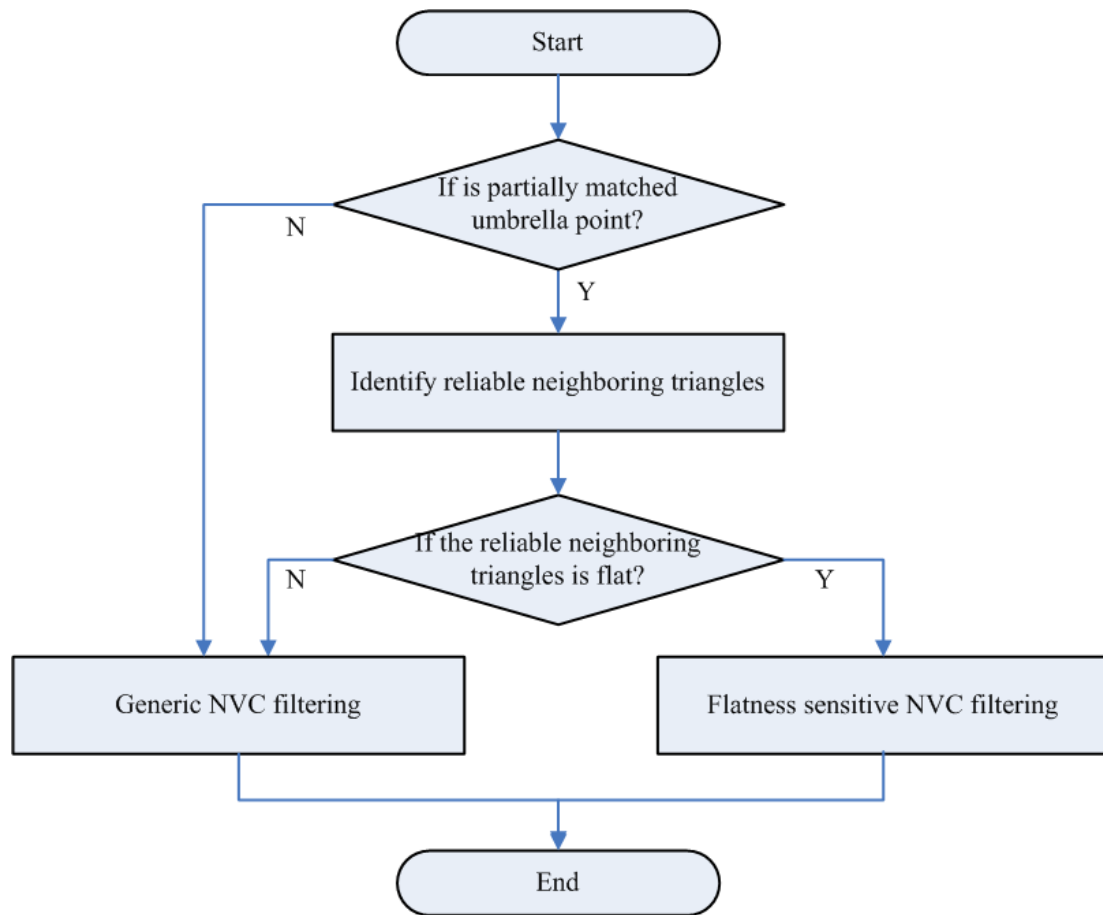 Start
If is partially matched
umbrella point?
N
Y
Identify reliable neighboring triangles
If the reliable neighboring
triangles is flat?
N
Y
Generic NVC filtering
Flatness sensitive NVC filtering
End